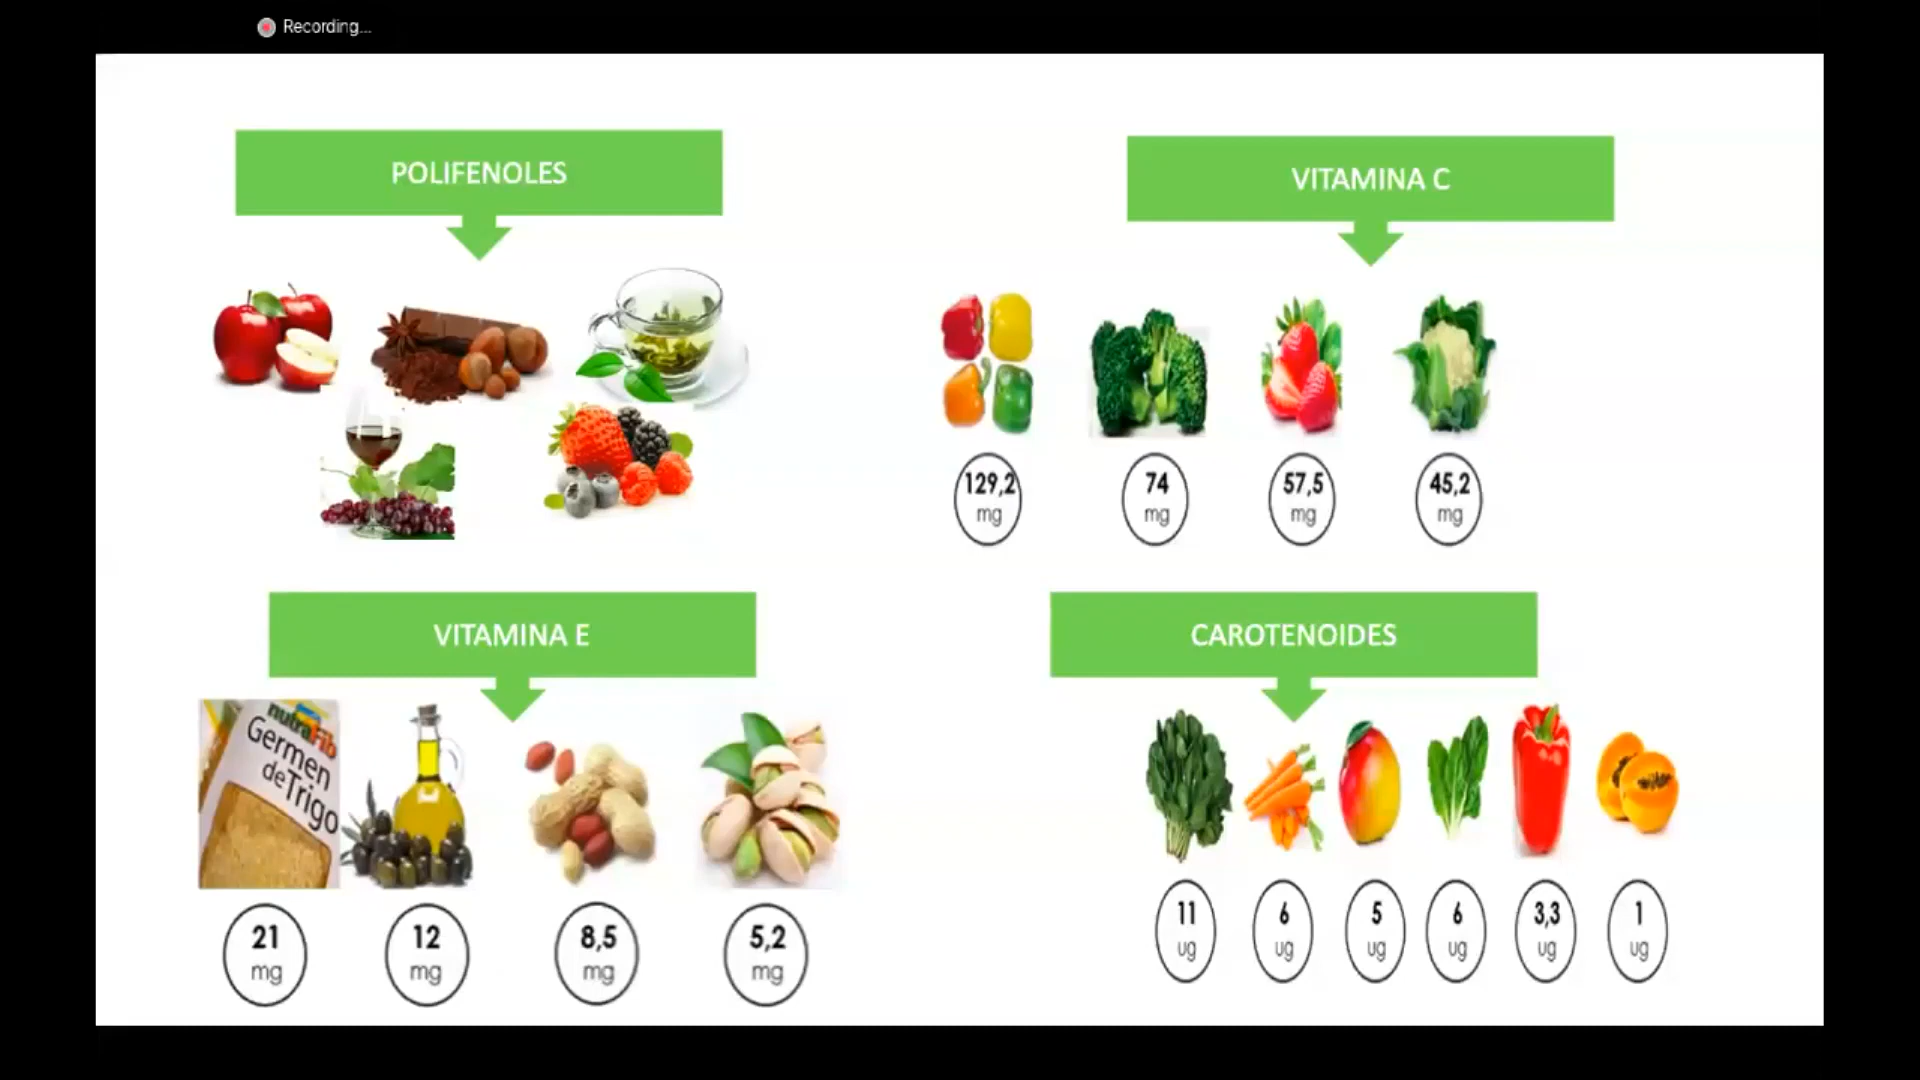 Recording...
POLIFENOLES
VITAMINA C
129,2
mg
74
mg
57,5
mg
45,2
mg
VITAMINA E
CAROTENOIDES
nutraFib
Germen
deTrigo
21
mg
12
mg
8,5
mg
5,2
mg
11
ug
6
ug
5
ug
6
ug
3,3
ug
1
ug